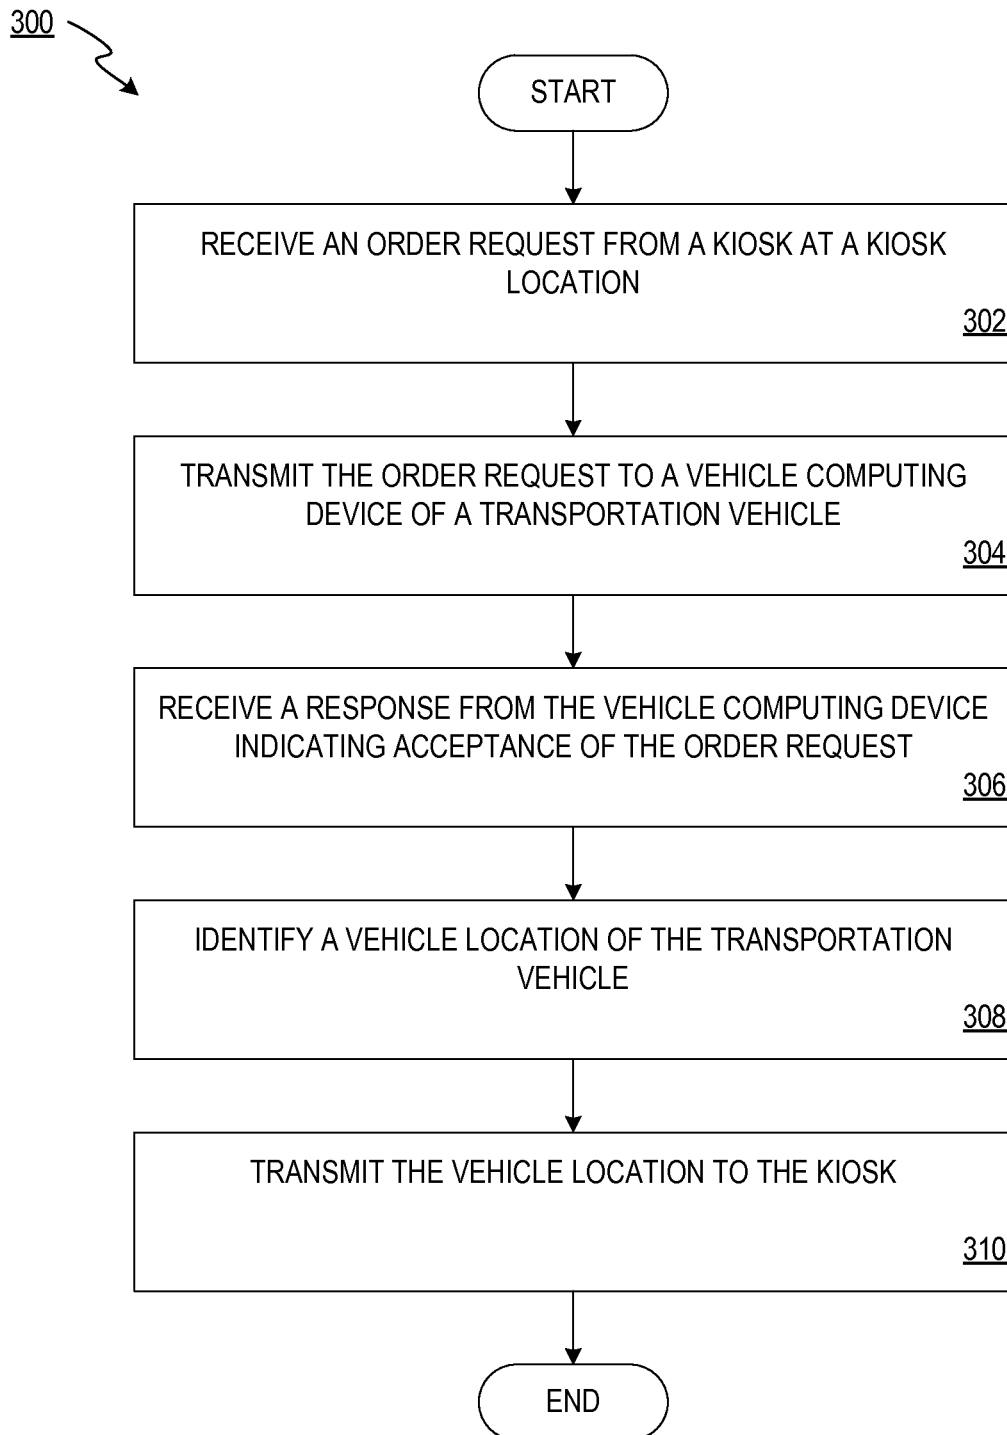 300
START
RECEIVE AN ORDER REQUEST FROM A KIOSK AT A KIOSK
LOCATION
302
TRANSMIT THE ORDER REQUEST TO A VEHICLE COMPUTING
DEVICE OF A TRANSPORTATION VEHICLE
304
RECEIVE A RESPONSE FROM THE VEHICLE COMPUTING DEVICE
INDICATING ACCEPTANCE OF THE ORDER REQUEST
306
IDENTIFY A VEHICLE LOCATION OF THE TRANSPORTATION
VEHICLE
308
TRANSMIT THE VEHICLE LOCATION TO THE KIOSK
310
END